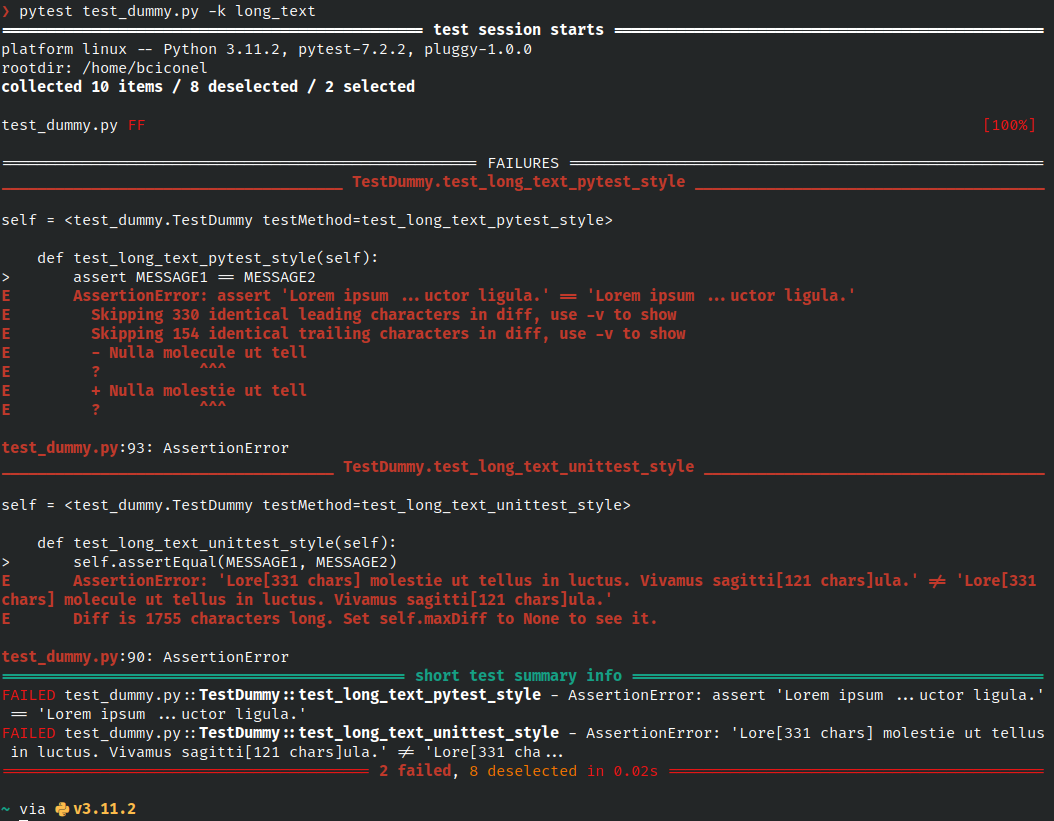 ❯ pytest test_dummy.py -k long_text
═══════════════ test session starts ═══════════════
platform linux -- Python 3.11.2, pytest-7.2.2, pluggy-1.0.0
rootdir: /home/bciconel
collected 10 items / 8 deselected / 2 selected
test_dummy.py FF [100%]
═══════════════ FAILURES ═══════════════
_______________ TestDummy.test_long_text_pytest_style _______________
self = <test_dummy.TestDummy testMethod=test_long_text_pytest_style>
    def test_long_text_pytest_style(self):
>       assert MESSAGE1 == MESSAGE2
E       AssertionError: assert 'Lorem ipsum ...uctor ligula.' == 'Lorem ipsum ...uctor ligula.'
E         Skipping 330 identical leading characters in diff, use -v to show
E         Skipping 154 identical trailing characters in diff, use -v to show
E         - Nulla molecule ut tell
E         ?           ^^^
E         + Nulla molestie ut tell
E         ?           ^^^
test_dummy.py:93: AssertionError
_______________ TestDummy.test_long_text_unittest_style _______________
self = <test_dummy.TestDummy testMethod=test_long_text_unittest_style>
    def test_long_text_unittest_style(self):
>       self.assertEqual(MESSAGE1, MESSAGE2)
E       AssertionError: 'Lore[331 chars] molestie ut tellus in luctus. Vivamus sagitti[121 chars]ula.' != 'Lore[331
chars] molecule ut tellus in luctus. Vivamus sagitti[121 chars]ula.'
E       Diff is 1755 characters long. Set self.maxDiff to None to see it.
test_dummy.py:90: AssertionError
═══════════════ short test summary info ═══════════════
FAILED test_dummy.py::TestDummy::test_long_text_pytest_style - AssertionError: assert 'Lorem ipsum ...uctor ligula.'
 == 'Lorem ipsum ...uctor ligula.'
FAILED test_dummy.py::TestDummy::test_long_text_unittest_style - AssertionError: 'Lore[331 chars] molestie ut tellus
 in luctus. Vivamus sagitti[121 chars]ula.' != 'Lore[331 cha...
═══════════════ 2 failed, 8 deselected in 0.02s ═══════════════
~ via 🐍 v3.11.2